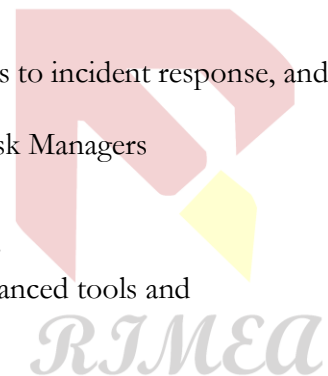 s to incident response, and
sk Managers
anced tools and
RIMEA